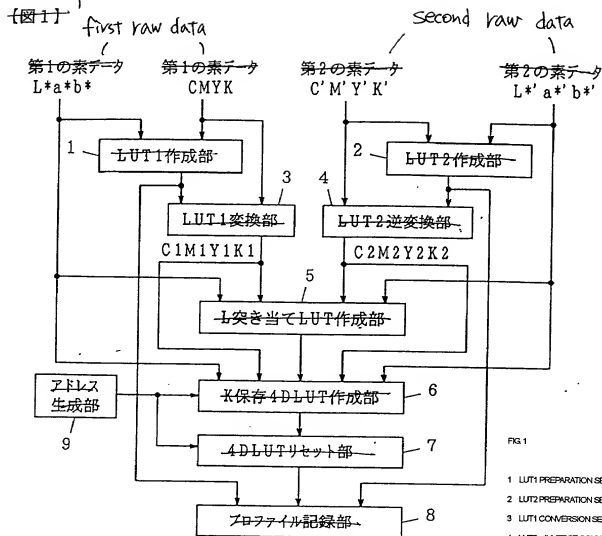 【図1】
first raw data
second raw data
第1の素データ
L*a*b*
第1の素データ
CMYK
第2の素データ
C'M'Y'K'
第2の素データ
L*'a*'b*'
1
LUT1作成部
2
LUT2作成部
3
LUT1変換部
4
LUT2逆変換部
C1M1Y1K1
C2M2Y2K2
5
L突き当てLUT作成部
アドレス
生成部
9
K保存4DLUT作成部
6
4DLUTリセット部
7
プロファイル記録部
8
FIG.1
1 LUT1 PREPARATION SE
2 LUT2 PREPARATION SE
3 LUT1 CONVERSION SE